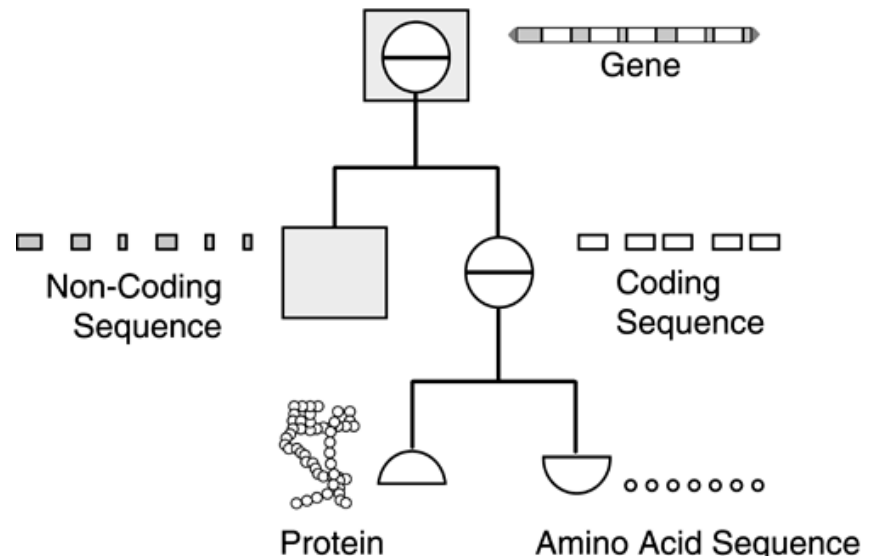 Gene
Non-Coding
Sequence
Coding
Sequence
Protein
Amino Acid Sequence